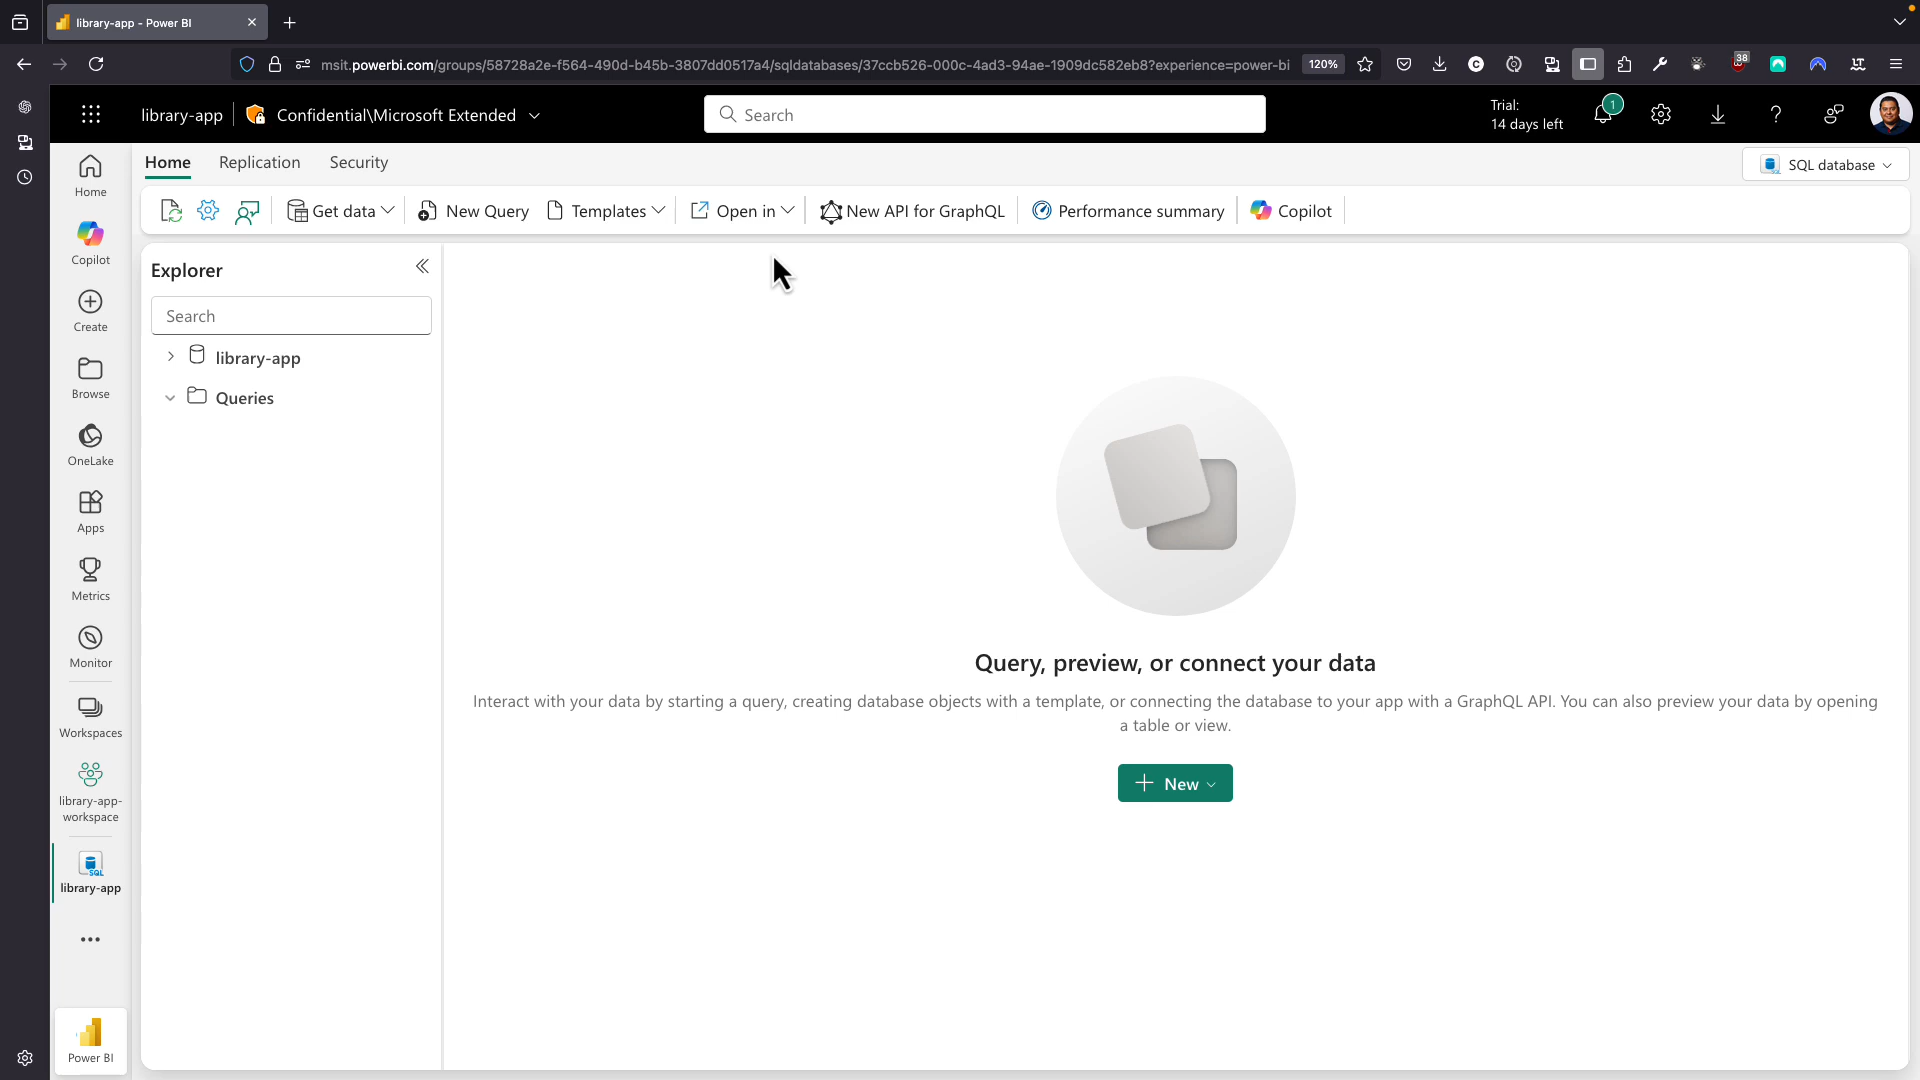 library-app - Power BI
msit.powerbi.com/groups/58728a2e-f564-490d-b45b-3807dd0517a4/sqldatabases/37ccb526-000c-4ad3-94ae-1909dc582eb8?experience=power-bi
120%
38
library-app
Confidential\Microsoft Extended
Search
Trial:
14 days left
1
Home
Replication
Security
SQL database
Get data
New Query
Templates
Open in
New API for GraphQL
Performance summary
Copilot
Home
Copilot
Create
Browse
OneLake
Apps
Metrics
Monitor
Workspaces
library-app-
workspace
SQL
library-app
Power BI
Explorer
Search
library-app
Queries
Query, preview, or connect your data
Interact with your data by starting a query, creating database objects with a template, or connecting the database to your app with a GraphQL API. You can also preview your data by opening
a table or view.
New